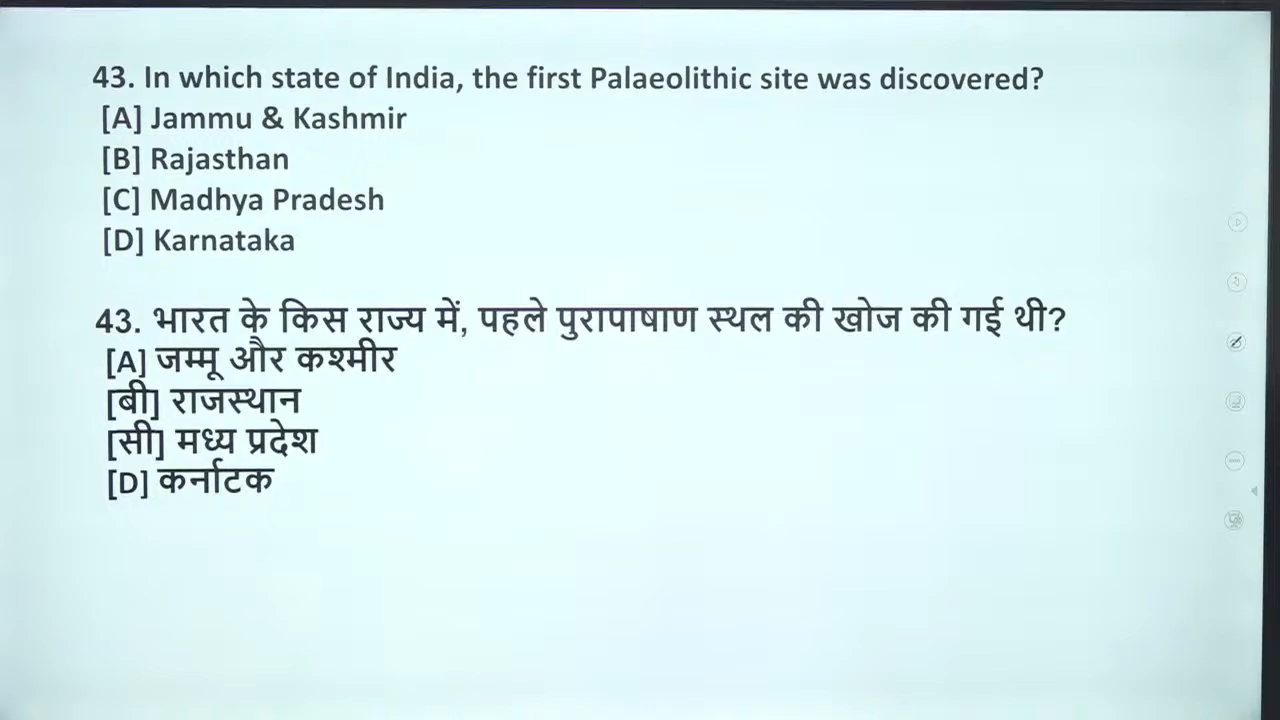 43. In which state of India, the first Palaeolithic site was discovered?
[A] Jammu & Kashmir
[B] Rajasthan
[C] Madhya Pradesh
[D] Karnataka
43. भारत के किस राज्य में, पहले पुरापाषाण स्थल की खोज की गई थी?
[A] जम्मू और कश्मीर
[बी] राजस्थान
[सी] मध्य प्रदेश
[D] कर्नाटक